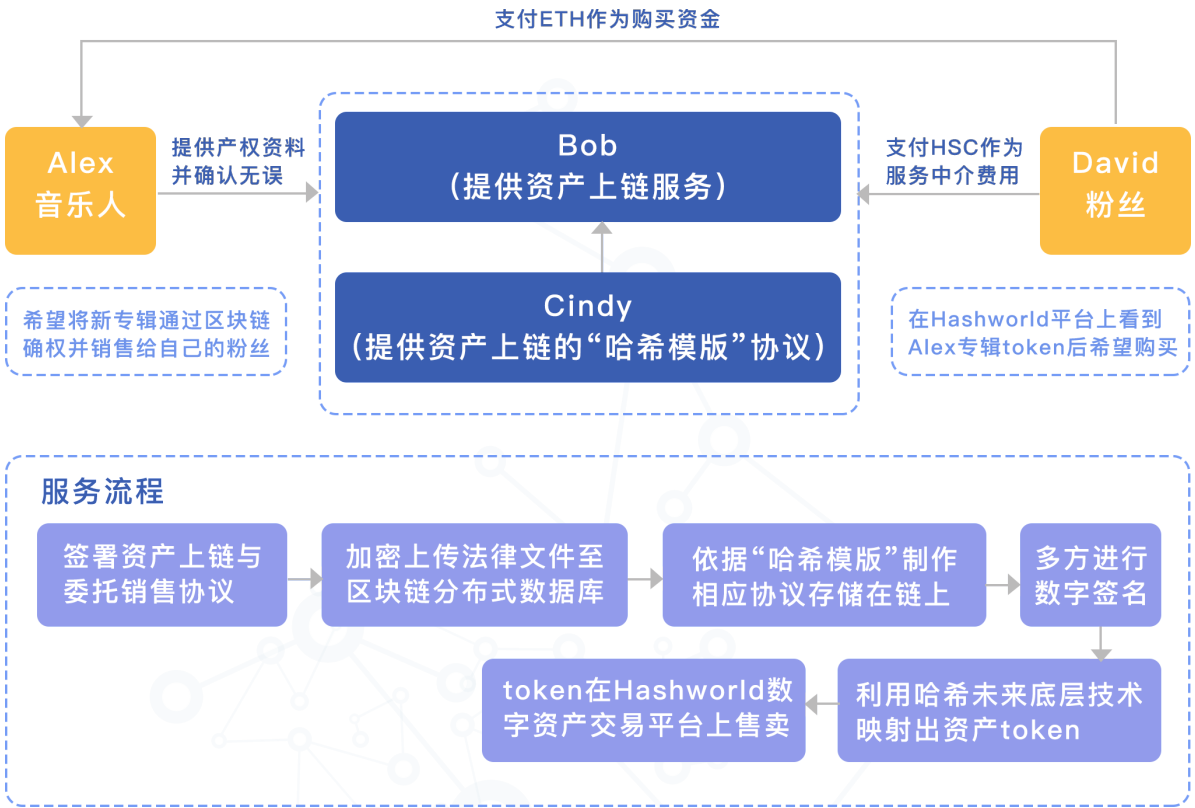 支付ETH作为购买资金
Alex
音乐人
提供产权资料
并确认无误
Bob
（提供资产上链服务）
支付HSC作为
服务中介费用
David
粉丝
Cindy
（提供资产上链的“哈希模版”协议）
希望将新专辑通过区块链
确权并销售给自己的粉丝
在Hashworld平台上看到
Alex专辑token后希望购买
服务流程
签署资产上链与
委托销售协议
加密上传法律文件至
区块链分布式数据库
依据“哈希模版”制作
相应协议存储在链上
多方进行
数字签名
利用哈希未来底层技术
映射出资产token
token在Hashworld数
字资产交易平台上售卖